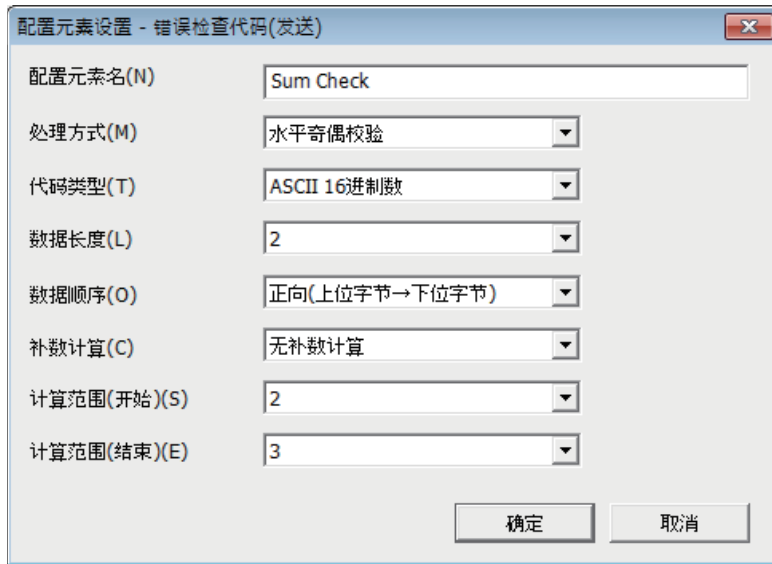 配置元素设置 - 错误检查代码(发送)
配置元素名(N) Sum Check
处理方式(M) 水平奇偶校验
代码类型(T) ASCII 16进制数
数据长度(L) 2
数据顺序(O) 正向(上位字节→下位字节)
补数计算(C) 无补数计算
计算范围(开始)(S) 2
计算范围(结束)(E) 3
确定 取消